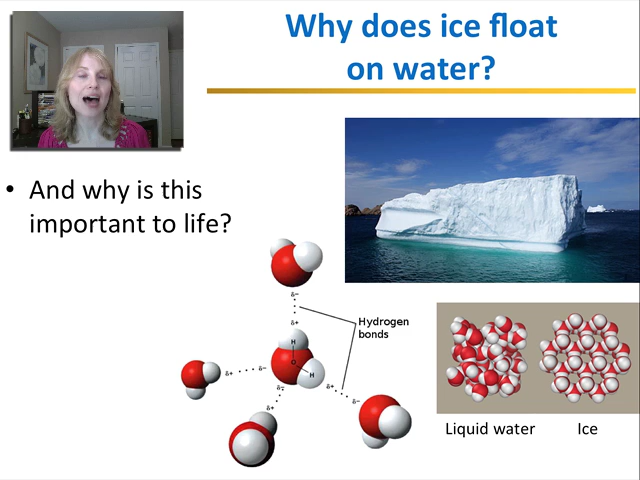 Why does ice float
on water?
• And why is this
important to life?
δ−
δ+
Hydrogen
bonds
H
O
H
δ+
δ−
δ−
δ+
δ+
δ−
Liquid water
Ice